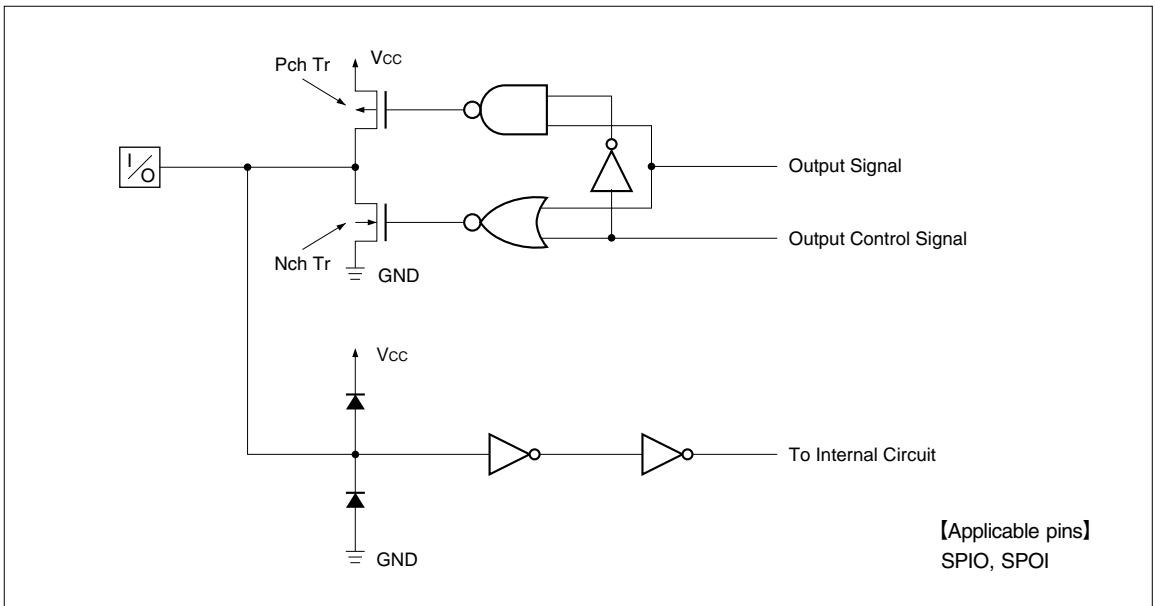 Pch Tr
VCC
I/O
Output Signal
Output Control Signal
Nch Tr
GND
VCC
To Internal Circuit
GND
【Applicable pins】
SPIO, SPOI